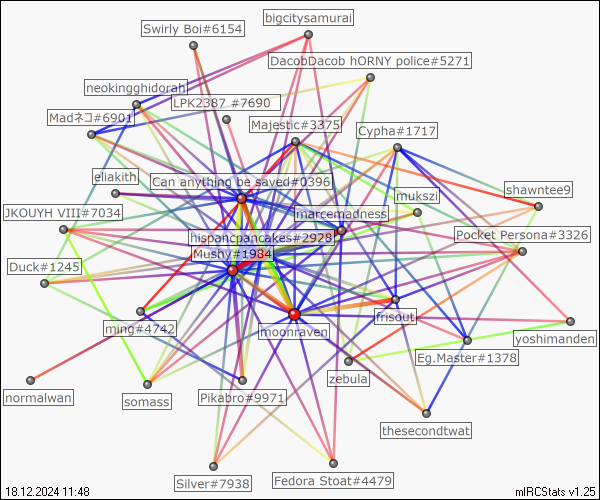 bigcitysamurai
Swirly Boi#6154
DacobDacob hORNY police#5271
neokingghidorah
LPK2387 #7690
Madネコ#6901
Majestic#3375
Cypha#1717
eliakith
Can anything be saved#0396
mukszi
shawntee9
JKOUYH VIII#7034
marcemadness
hispancpancakes#2928
Pocket Persona#3326
Mushy#1984
Duck#1245
ming#4742
moonraven
frisout
yoshimanden
Eg.Master#1378
zebula
normalwan
somass
Pikabro#9971
thesecondtwat
Silver#7938
Fedora Stoat#4479
18.12.2024 11:48
mIRCStats v1.25